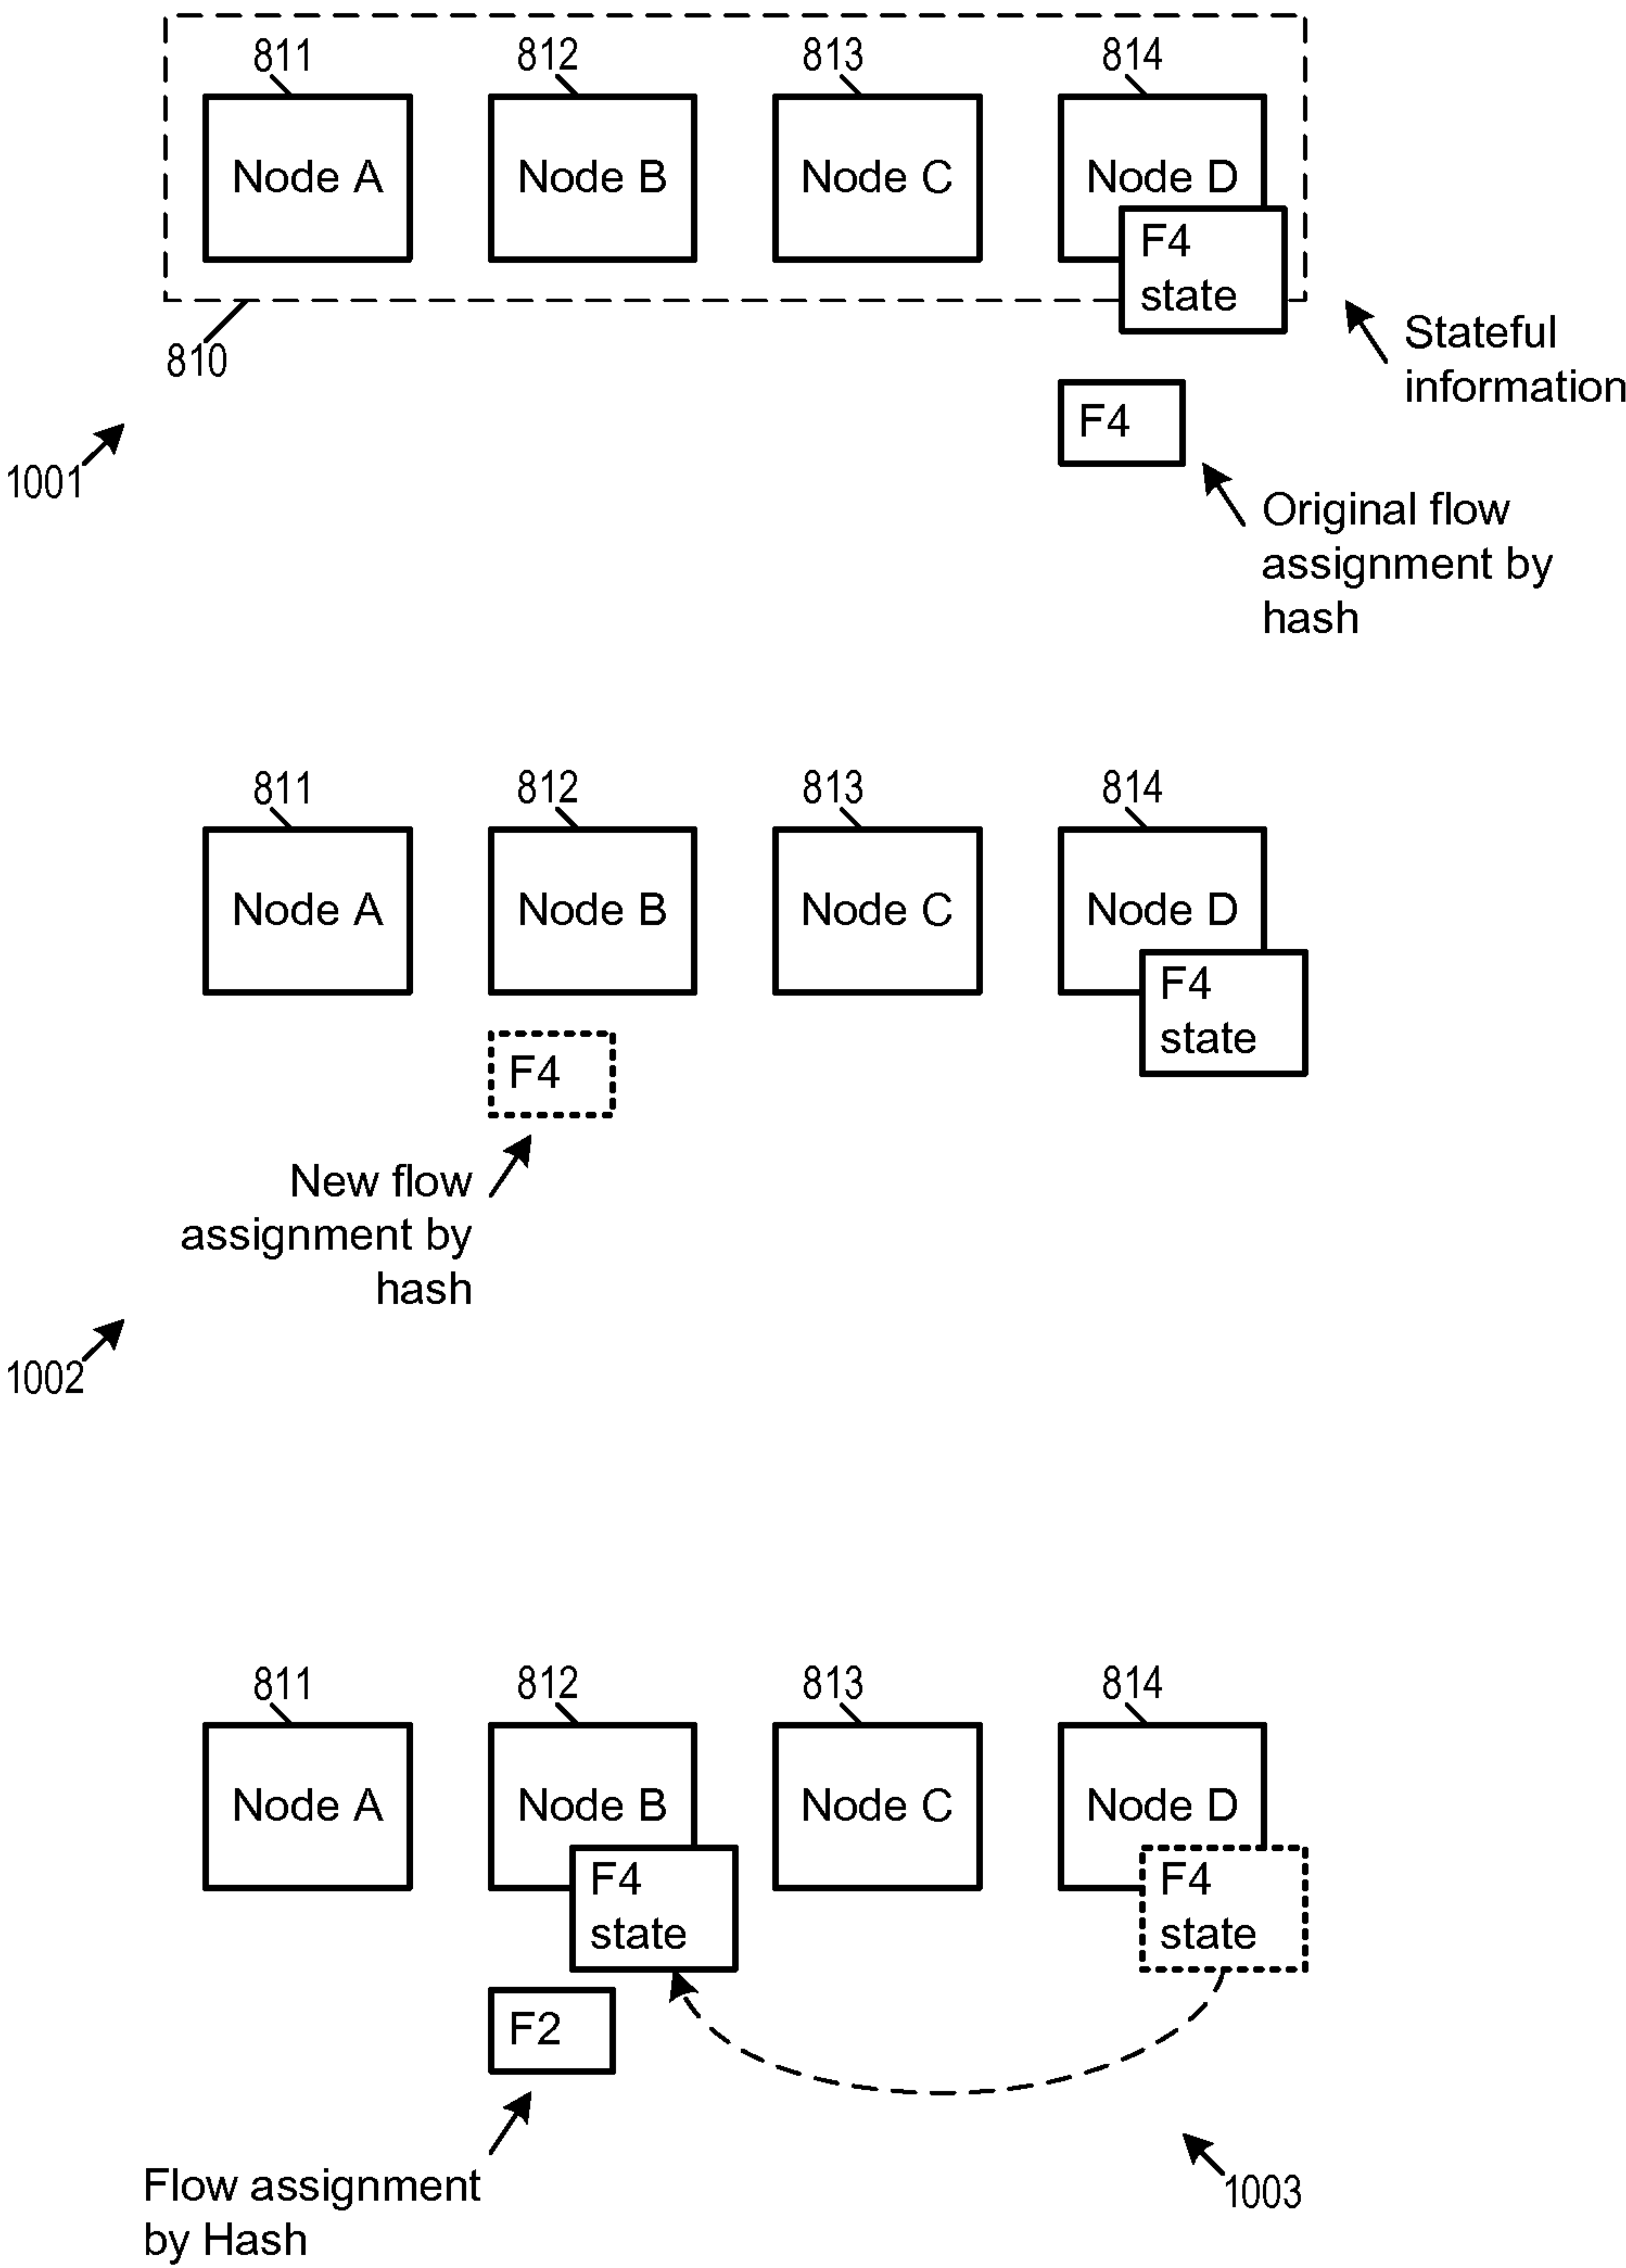 811
812
813
814
Node A
Node B
Node C
Node D
F4
state
810
Stateful
information
F4
1001
Original flow
assignment by
hash
811
812
813
814
Node A
Node B
Node C
Node D
F4
state
F4
New flow
assignment by
hash
1002
811
812
813
814
Node A
Node B
Node C
Node D
F4
state
F4
state
F2
Flow assignment
by Hash
1003